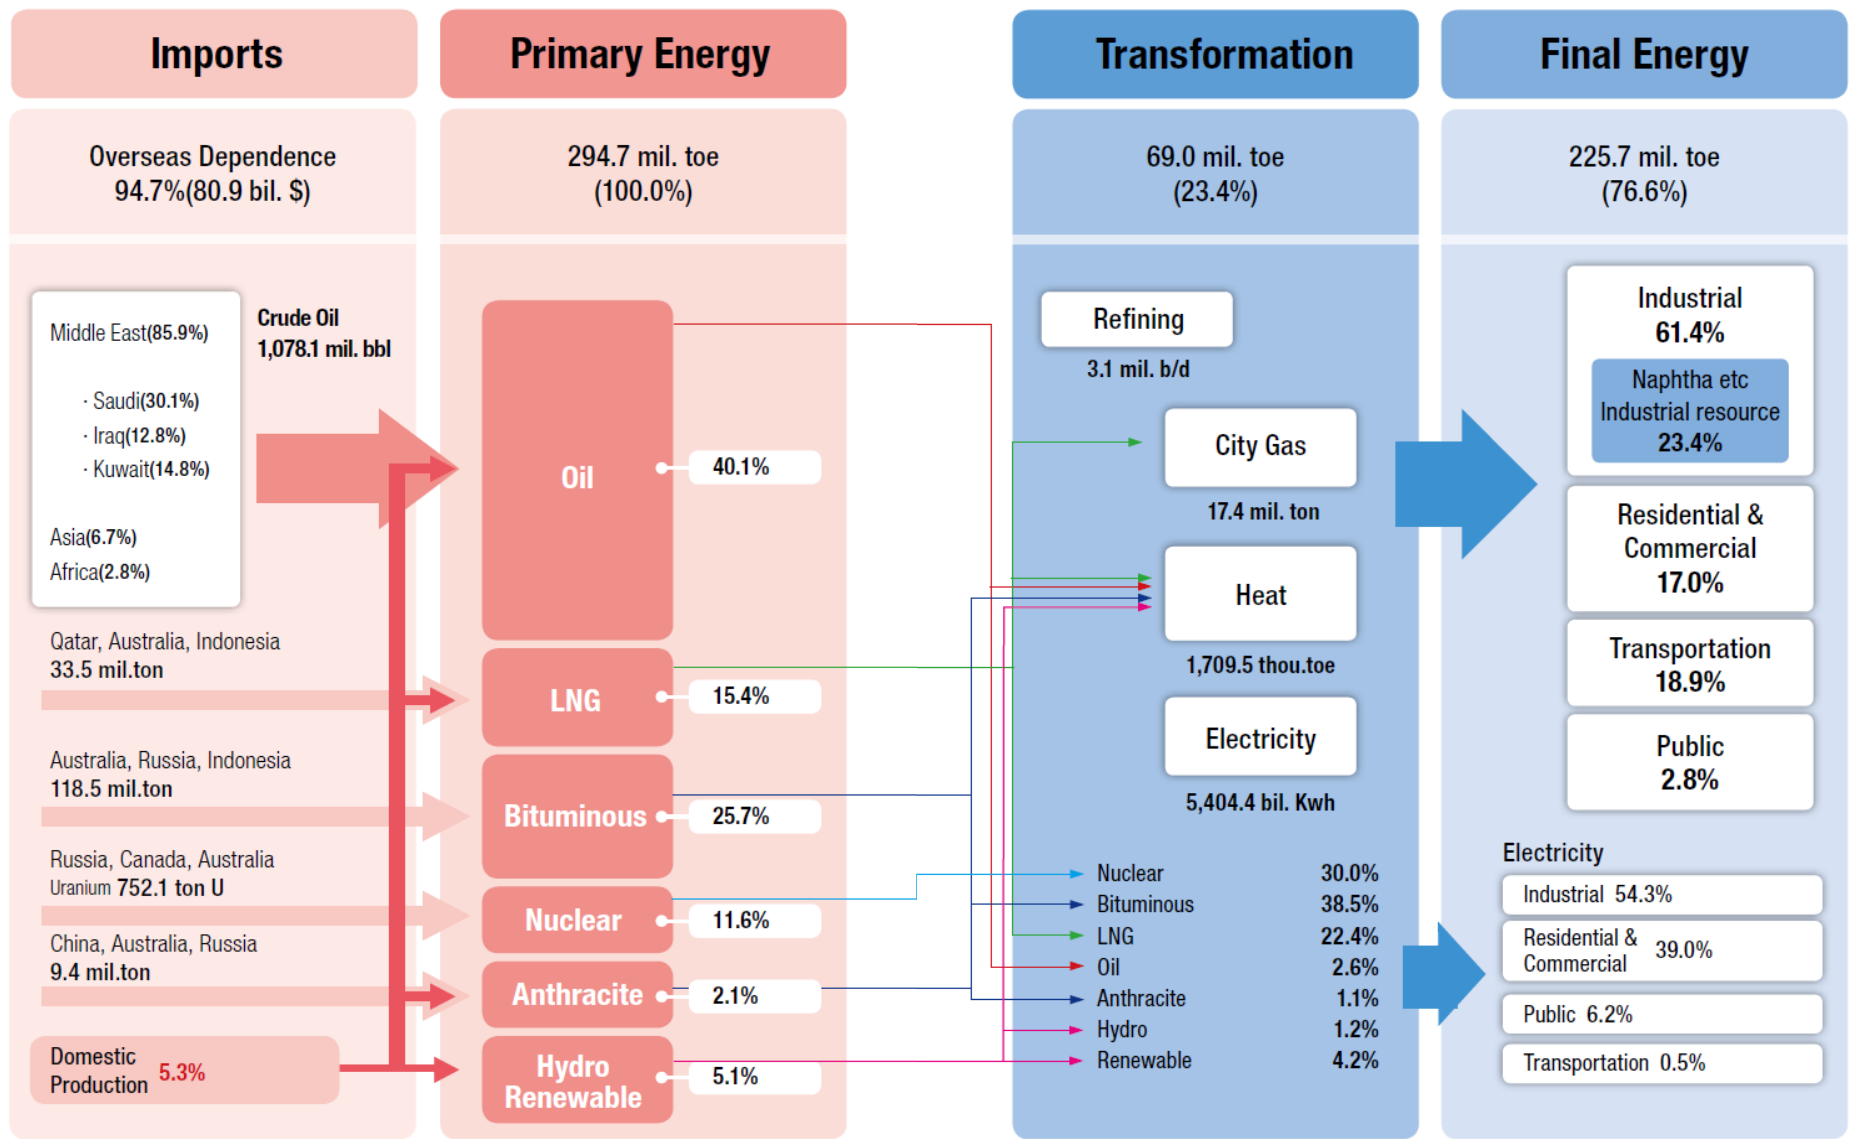 Imports
Overseas Dependence
94.7%(80.9 bil. $)
Middle East(85.9%)
· Saudi(30.1%)
· Iraq(12.8%)
· Kuwait(14.8%)
Asia(6.7%)
Africa(2.8%)
Crude Oil
1,078.1 mil. bbl
Qatar, Australia, Indonesia
33.5 mil.ton
Australia, Russia, Indonesia
118.5 mil.ton
Russia, Canada, Australia
Uranium 752.1 ton U
China, Australia, Russia
9.4 mil.ton
Domestic
Production 5.3%
Primary Energy
294.7 mil. toe
(100.0%)
Oil
40.1%
LNG
15.4%
Bituminous
25.7%
Nuclear
11.6%
Anthracite
2.1%
Hydro
Renewable
5.1%
Transformation
69.0 mil. toe
(23.4%)
Refining
3.1 mil. b/d
City Gas
17.4 mil. ton
Heat
1,709.5 thou.toe
Electricity
5,404.4 bil. Kwh
Nuclear 30.0%
Bituminous 38.5%
LNG 22.4%
Oil 2.6%
Anthracite 1.1%
Hydro 1.2%
Renewable 4.2%
Final Energy
225.7 mil. toe
(76.6%)
Industrial
61.4%
Naphtha etc
Industrial resource
23.4%
Residential &
Commercial
17.0%
Transportation
18.9%
Public
2.8%
Electricity
Industrial 54.3%
Residential &
Commercial 39.0%
Public 6.2%
Transportation 0.5%